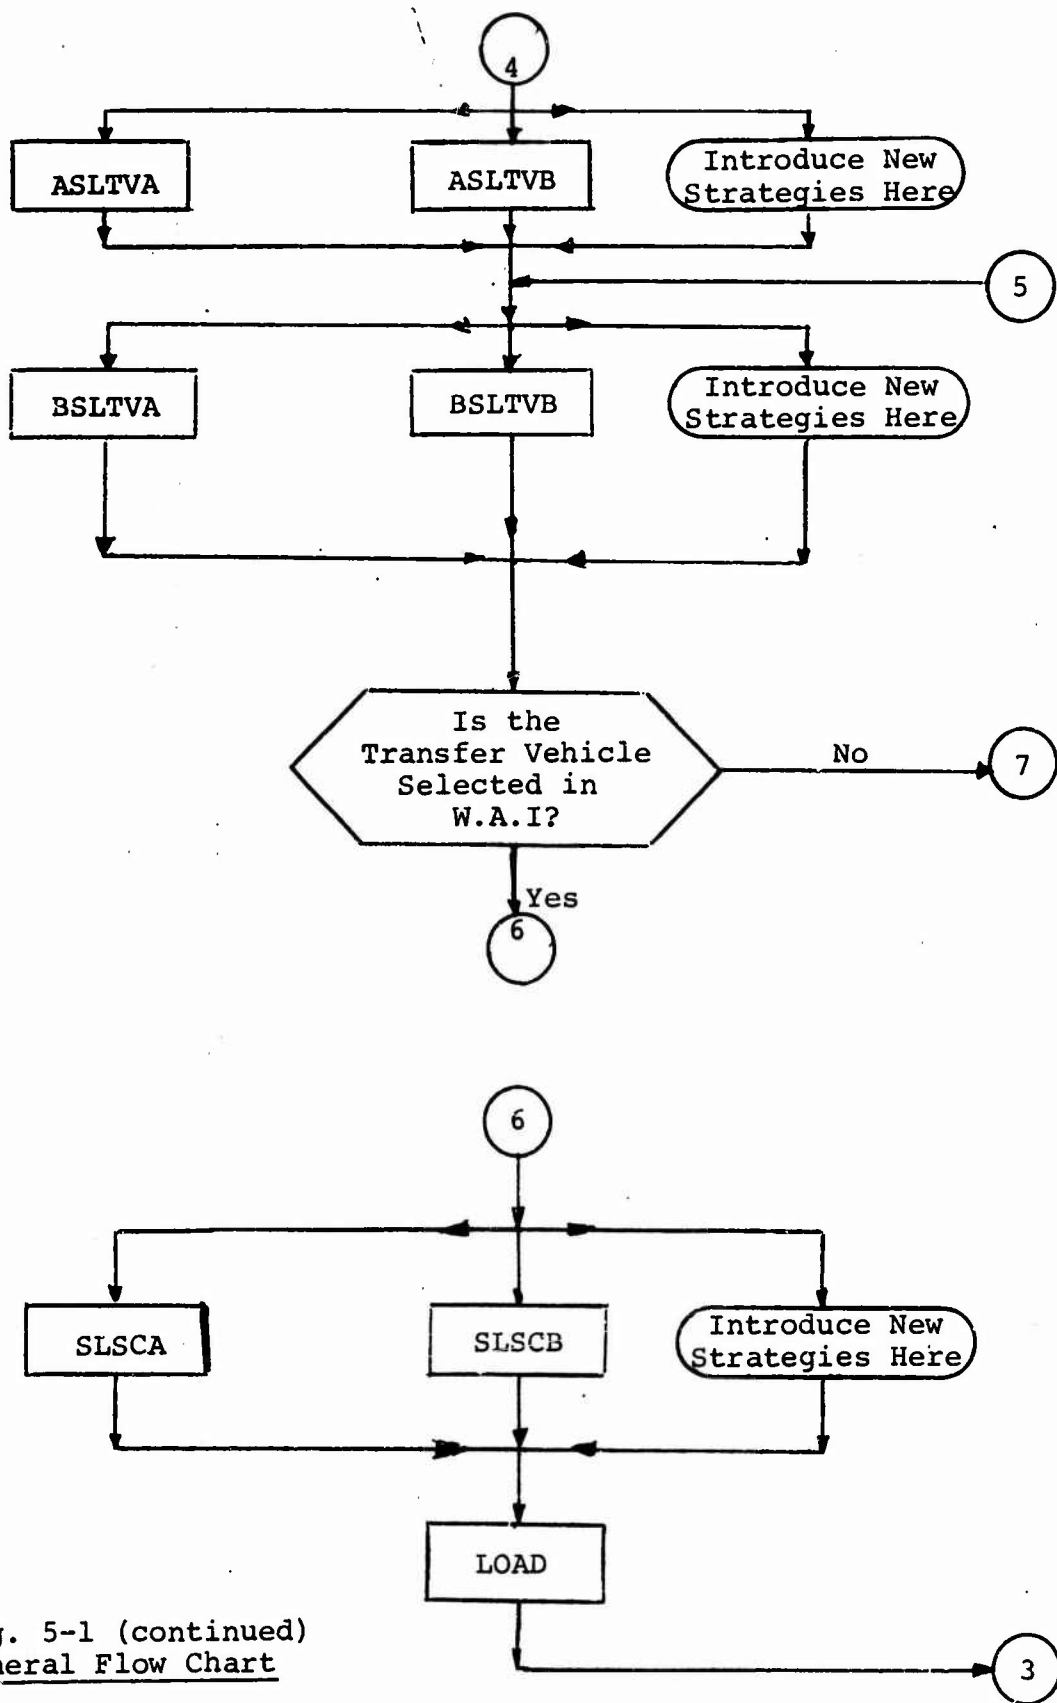 4
ASLTVA
ASLTVB
Introduce New
Strategies Here
5
BSLTVA
BSLTVB
Introduce New
Strategies Here
Is the
Transfer Vehicle
Selected in
W.A.I?
No
7
Yes
6
6
SLSCA
SLSCB
Introduce New
Strategies Here
LOAD
3
g. 5-1 (continued)
neral Flow Chart